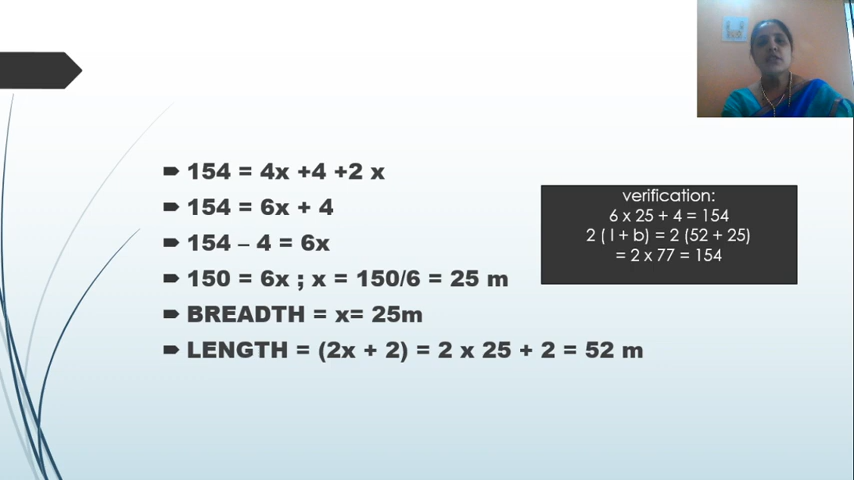 154 = 4x +4 +2 x
154 = 6x + 4
154 – 4 = 6x
150 = 6x ; x = 150/6 = 25 m
BREADTH = x= 25m
LENGTH = (2x + 2) = 2 x 25 + 2 = 52 m
verification:
6 x 25 + 4 = 154
2 ( l + b) = 2 (52 + 25)
= 2 x 77 = 154